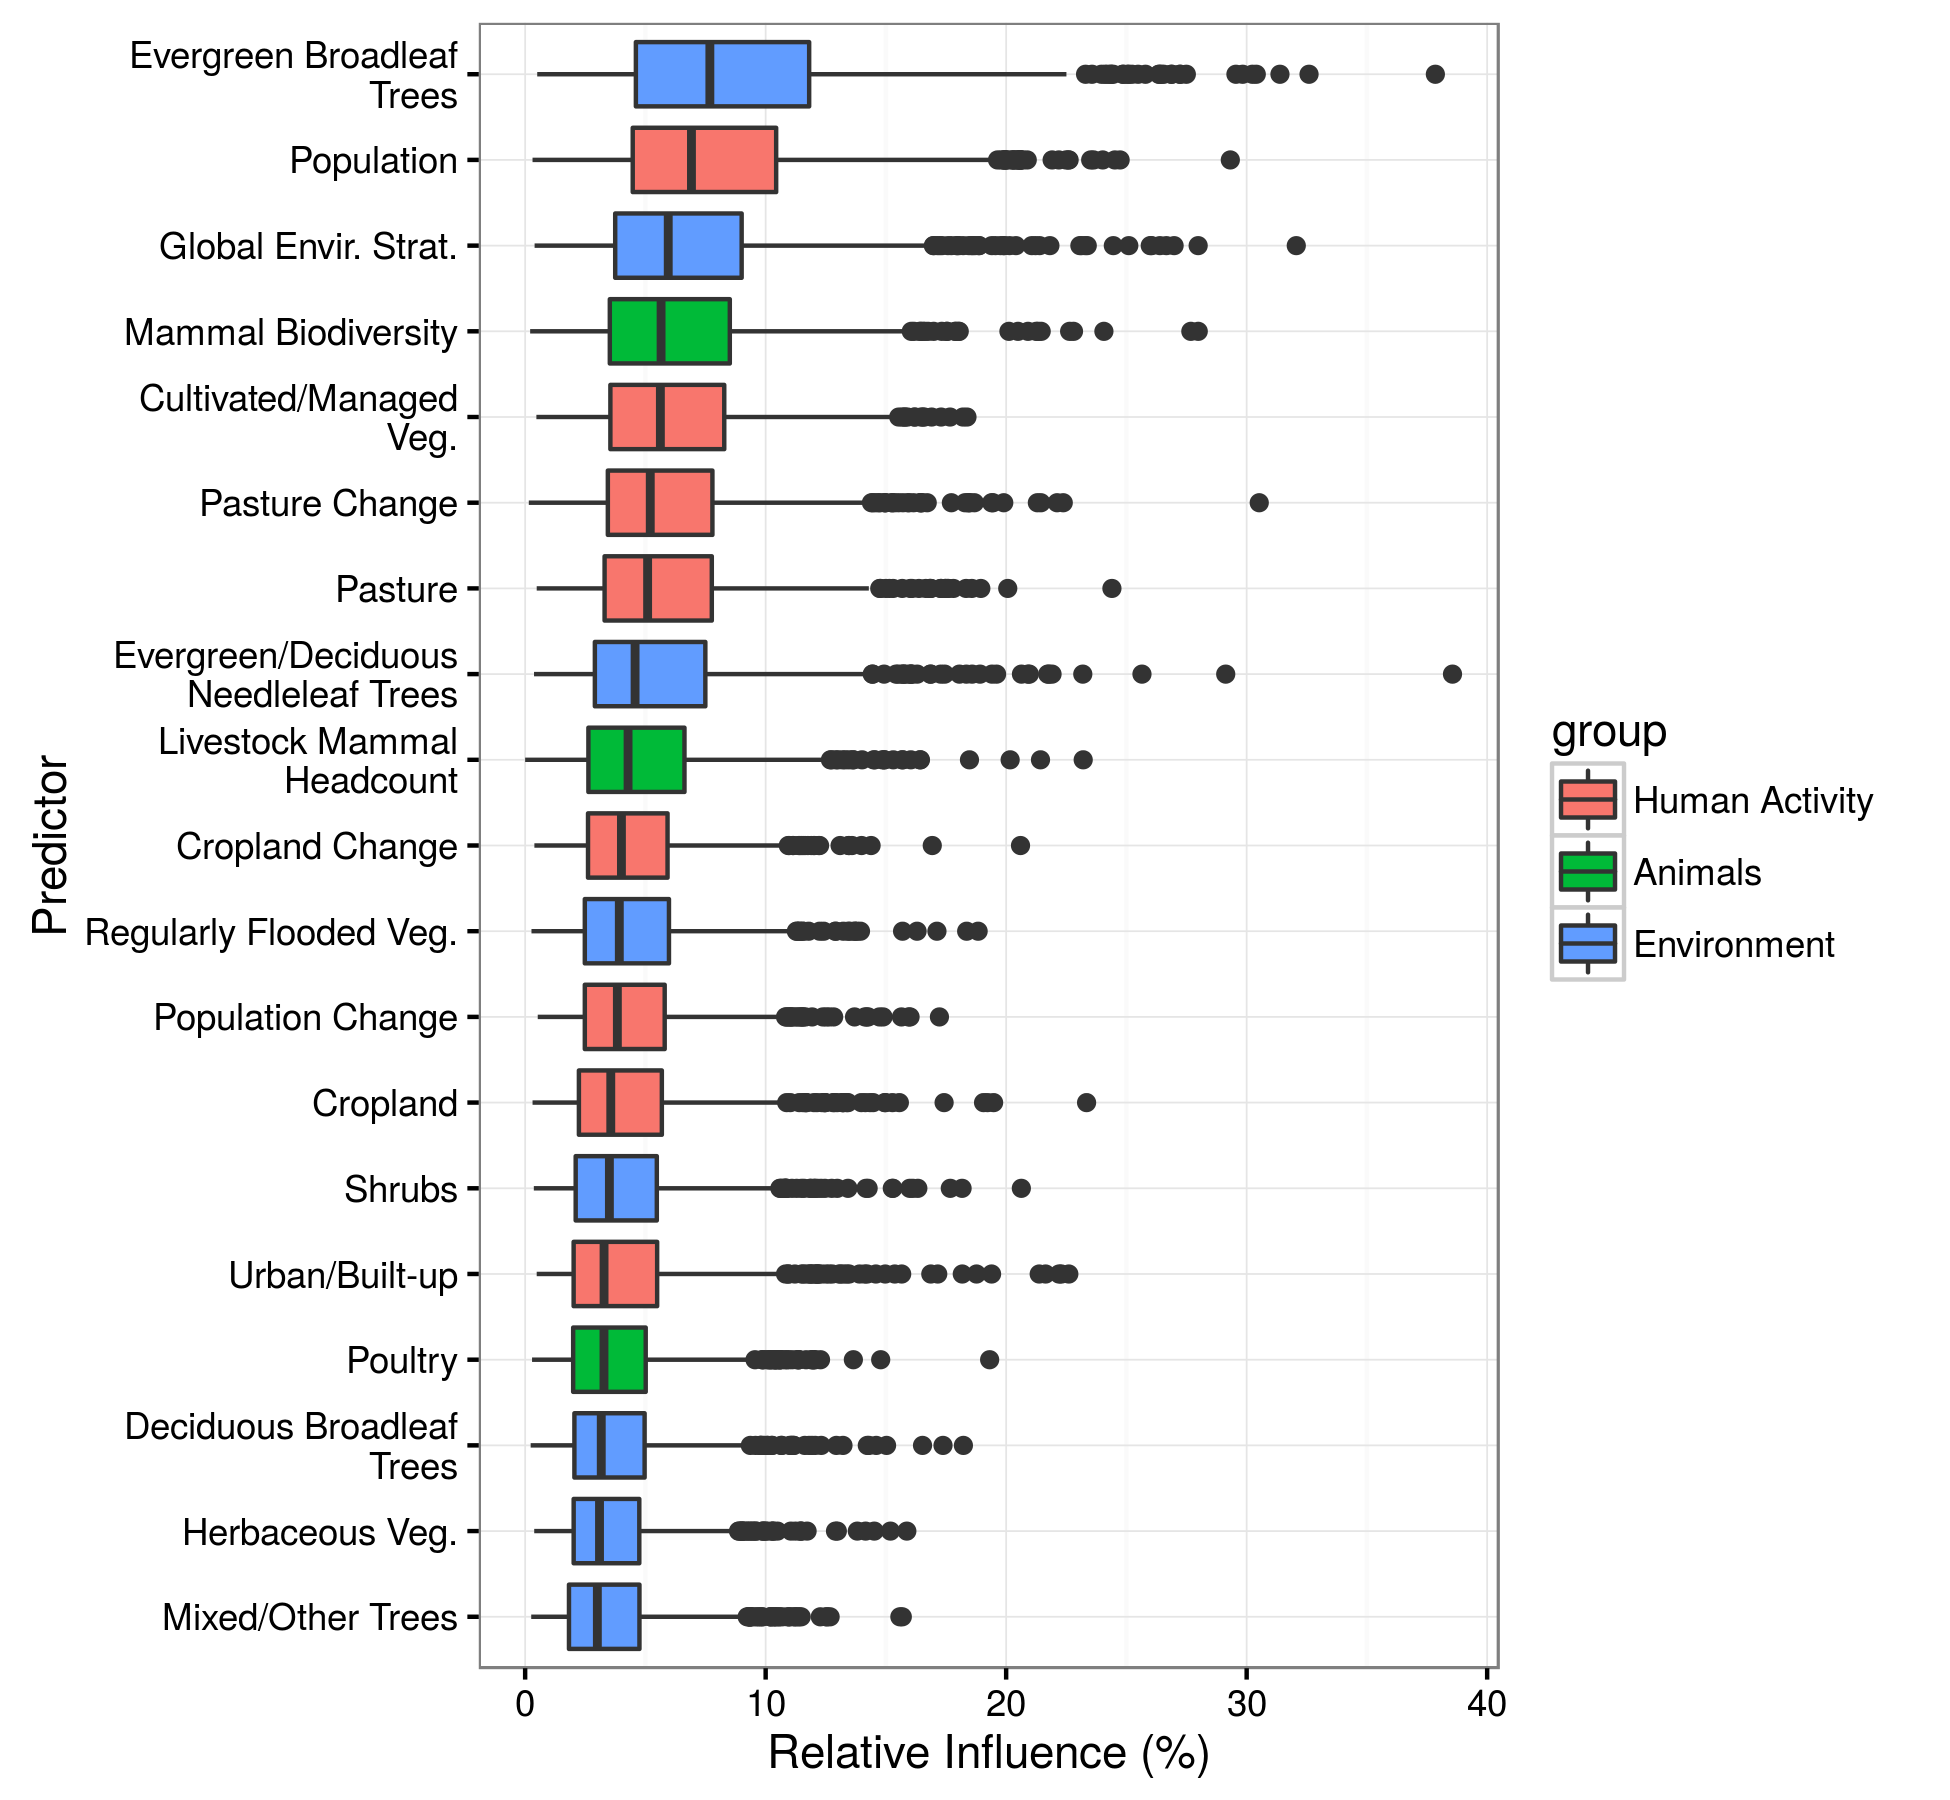 Evergreen Broadleaf
Trees
Population
Global Envir. Strat.
Mammal Biodiversity
Cultivated/Managed
Veg.
Pasture Change
Pasture
Evergreen/Deciduous
Needleleaf Trees
Livestock Mammal
Headcount
Cropland Change
Regularly Flooded Veg.
Population Change
Cropland
Shrubs
Urban/Built-up
Poultry
Deciduous Broadleaf
Trees
Herbaceous Veg.
Mixed/Other Trees
Predictor
0 10 20 30 40
Relative Influence (%)
group
Human Activity
Animals
Environment